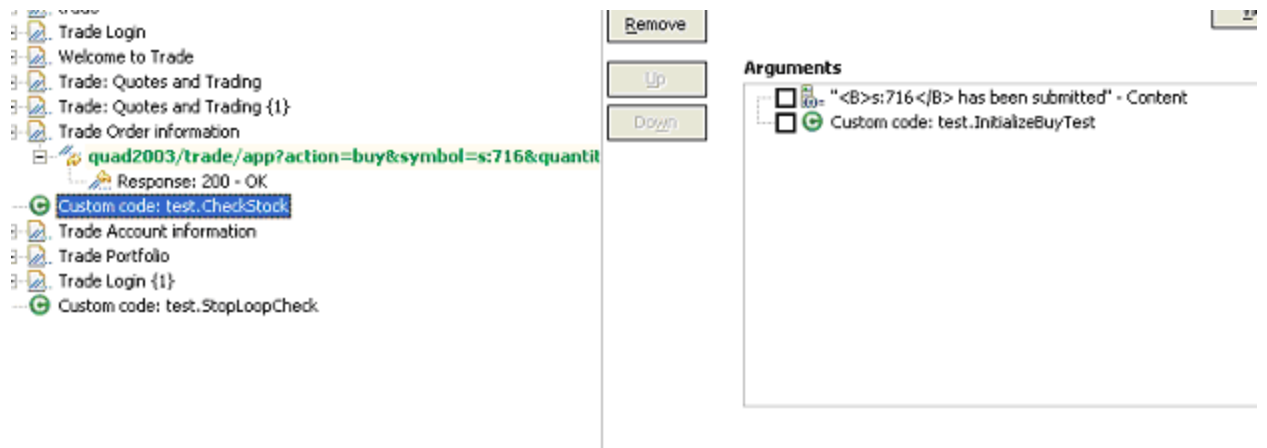 Trade Login
Welcome to Trade
Trade: Quotes and Trading
Trade: Quotes and Trading {1}
Trade Order information
quad2003/trade/app?action=buy&symbol=s:716&quantit
Response: 200 - OK
Custom code: test.CheckStock
Trade Account information
Trade Portfolio
Trade Login {1}
Custom code: test.StopLoopCheck
Remove
Up
Down
Arguments
"<B>s:716</B> has been submitted" - Content
Custom code: test.InitializeBuyTest